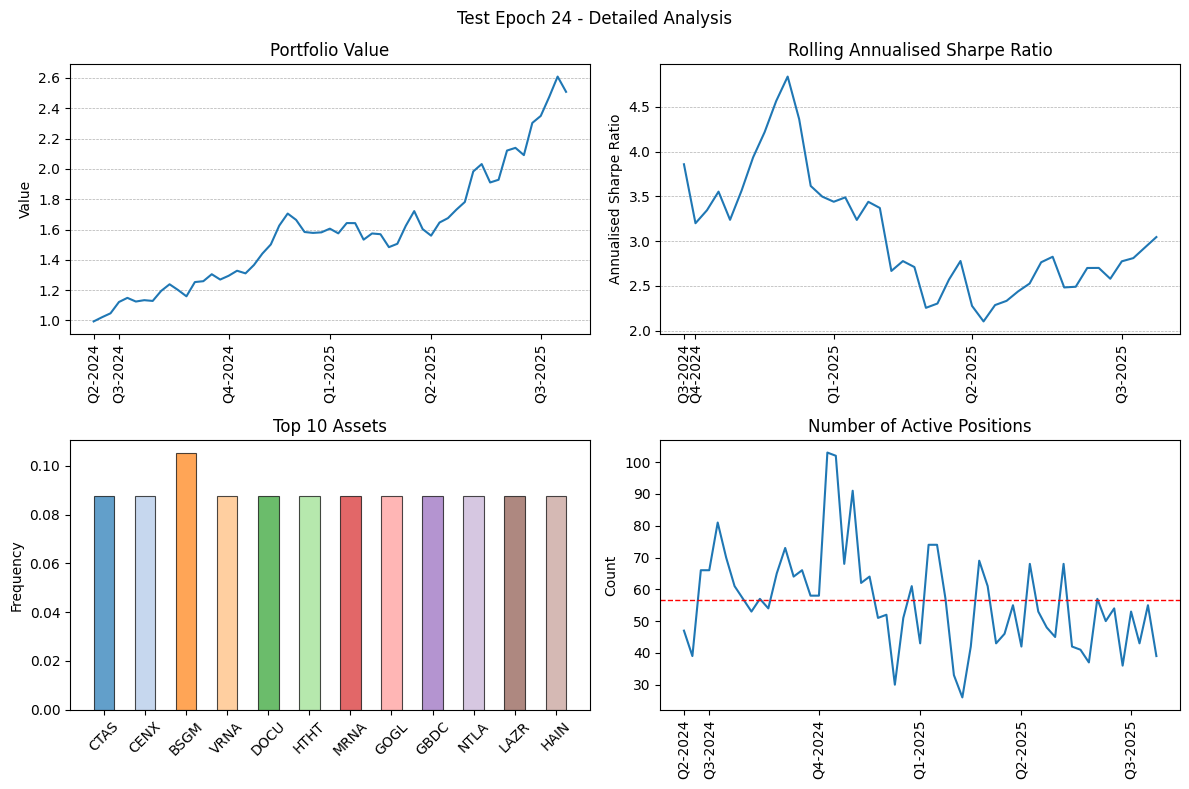 Test Epoch 24 - Detailed Analysis
Portfolio Value
Value
2.6
2.4
2.2
2.0
1.8
1.6
1.4
1.2
1.0
Q2-2024
Q3-2024
Q4-2024
Q1-2025
Q2-2025
Q3-2025
Rolling Annualised Sharpe Ratio
Annualised Sharpe Ratio
4.5
4.0
3.5
3.0
2.5
2.0
Q3-2024
Q4-2024
Q1-2025
Q2-2025
Q3-2025
Top 10 Assets
Frequency
0.10
0.08
0.06
0.04
0.02
0.00
CTAS
CENX
BSGM
VRNA
DOCU
HTHT
MRNA
GOGL
GBDC
NTLA
LAZR
HAIN
Number of Active Positions
Count
100
90
80
70
60
50
40
30
Q2-2024
Q3-2024
Q4-2024
Q1-2025
Q2-2025
Q3-2025